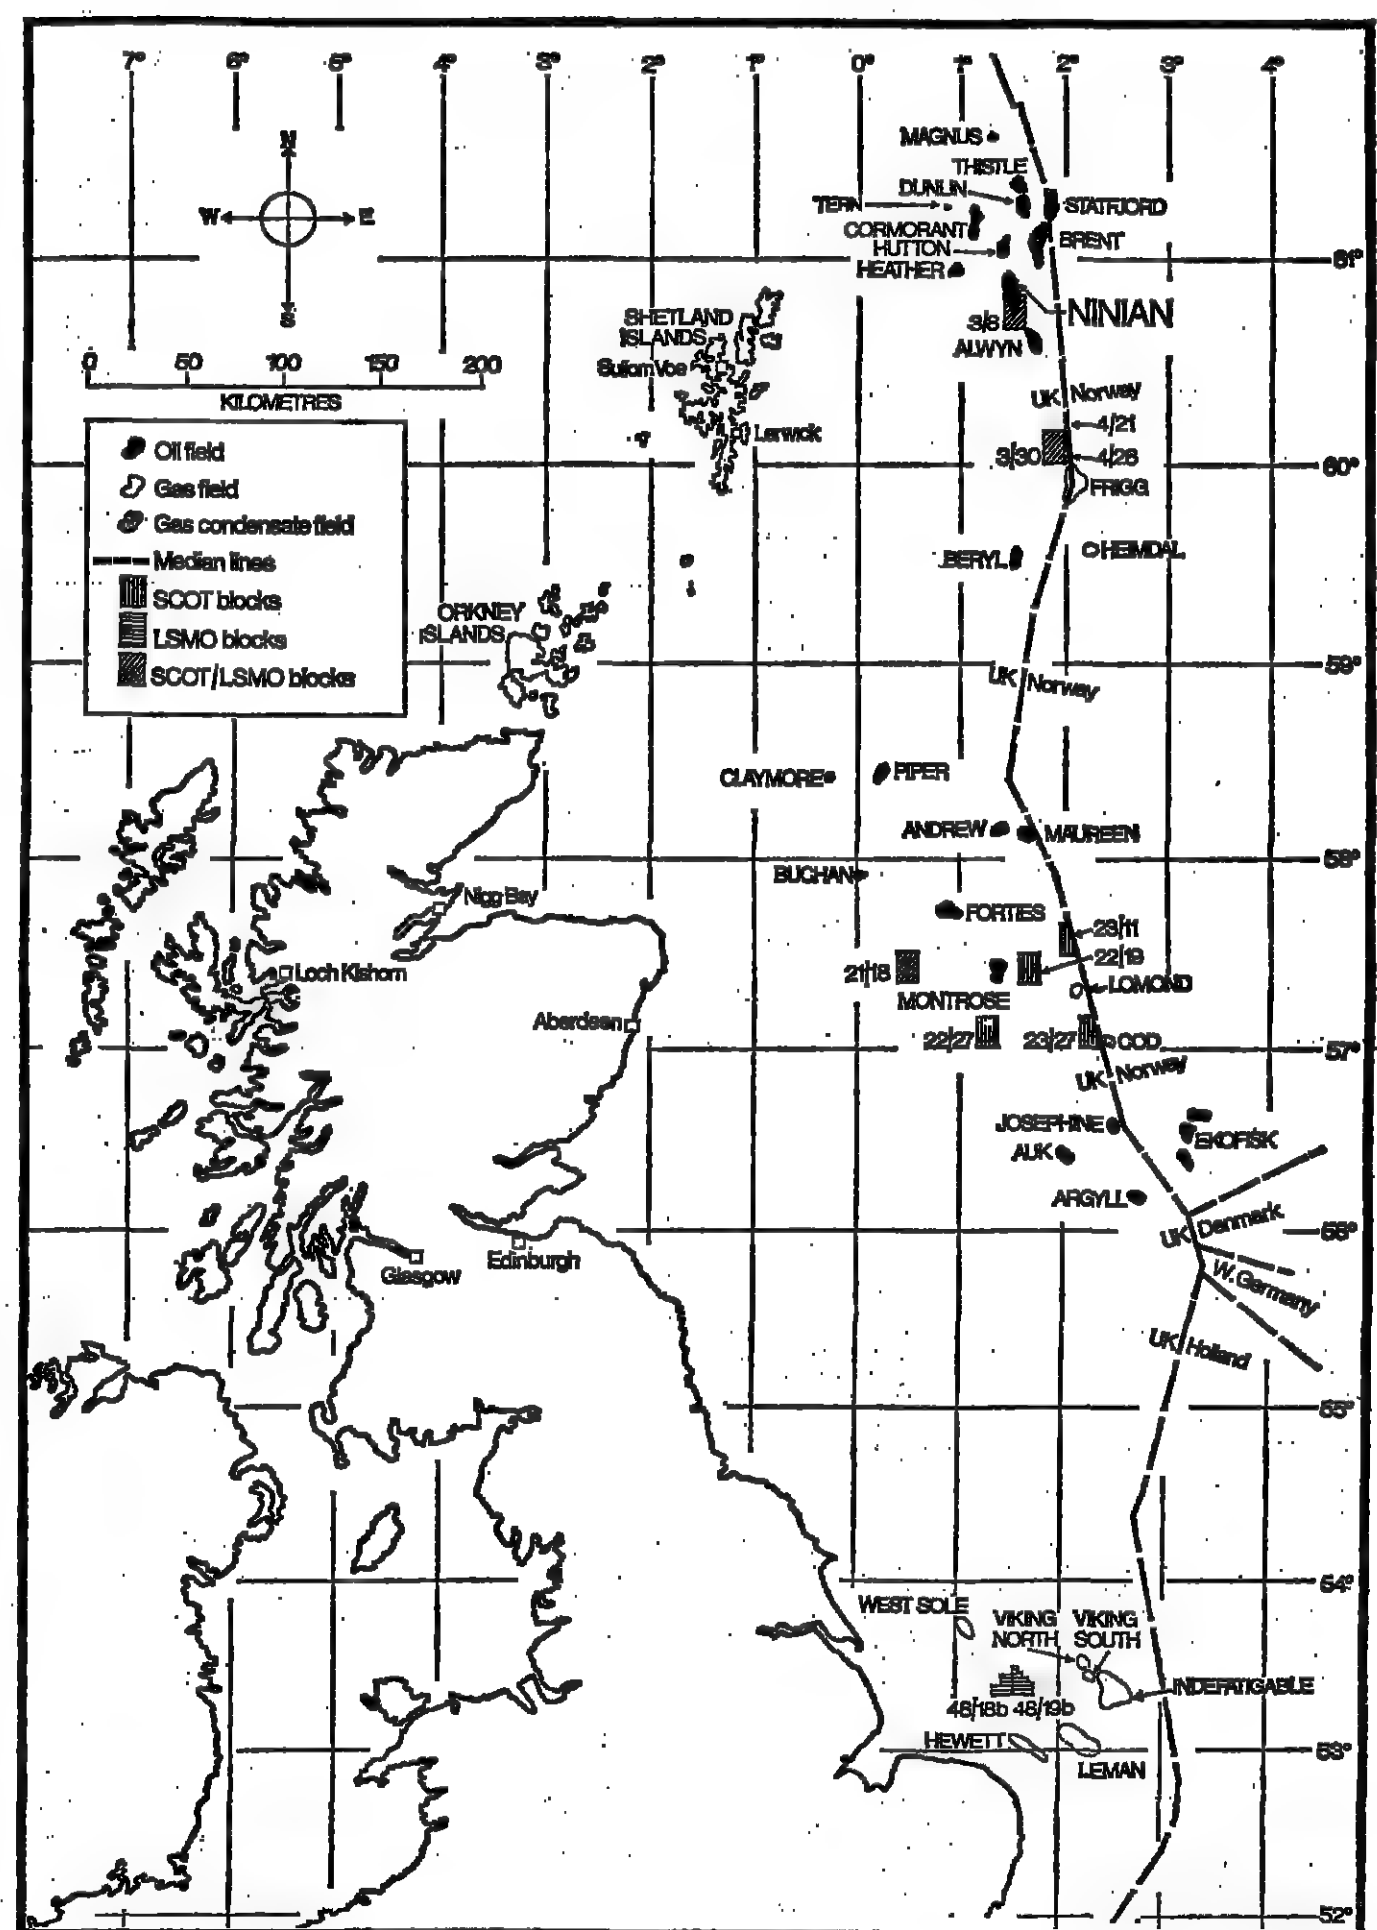 7° 6° 5° 4° 3° 2° 1° 0° 1° 2° 3° 4°
N
W E
S
MAGNUS
THISTLE
DUNLIN
TERN
STATFJORD
CORMORANT
HUTTON
BRENT
HEATHER
61°
NINIAN
3/8
ALWYN
SHETLAND
ISLANDS
Sullom Voe
Lerwick
0 50 100 150 200
KILOMETRES
Oil field
Gas field
Gas condensate field
Median lines
SCOT blocks
LSMO blocks
SCOT/LSMO blocks
UK Norway
4/21
3/30
4/26
60°
FRIGG
BERYL
HEIMDAL
ORKNEY
ISLANDS
59°
UK Norway
CLAYMORE
PIPER
ANDREW
MAUREEN
58°
BUCHAN
Nigg Bay
FORTIES
23/11
22/19
21/18
Loch Kishorn
LOMOND
MONTROSE
Aberdeen
22/27
23/27
COD
57°
UK Norway
JOSEPHINE
EKOFISK
AUK
ARGYLL
56°
UK Denmark
Edinburgh
Glasgow
W. Germany
UK Holland
55°
54°
WEST SOLE
VIKING
NORTH
VIKING
SOUTH
INDEFATIGABLE
48/18b 48/19b
HEWETT
53°
LEMAN
52°